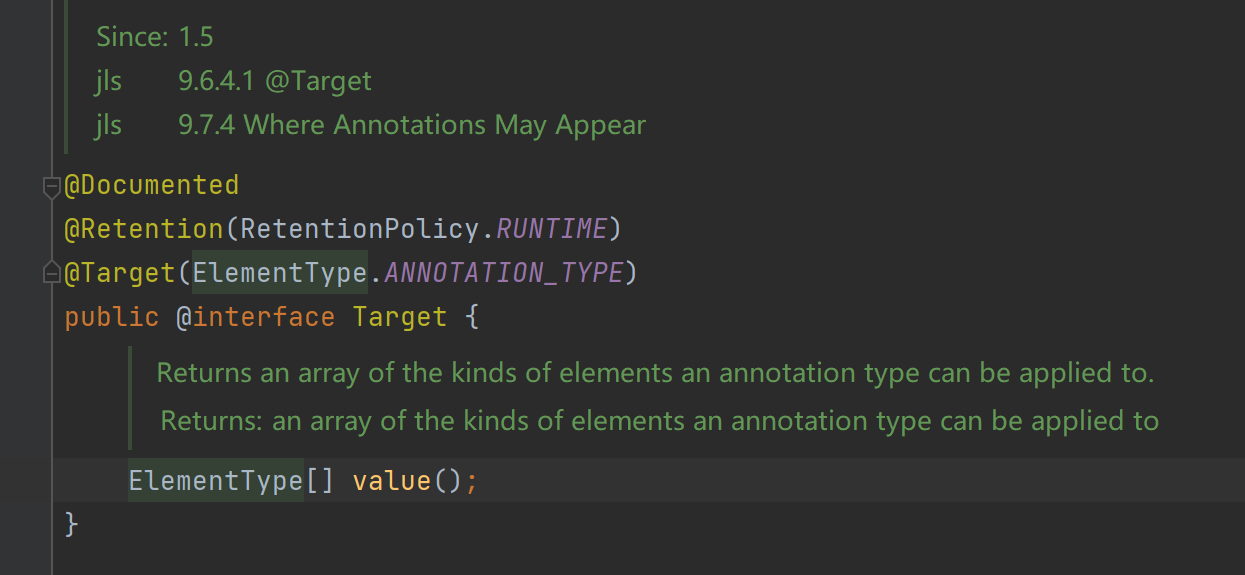 Since: 1.5
jls 9.6.4.1 @Target
jls 9.7.4 Where Annotations May Appear
@Documented
@Retention(RetentionPolicy.RUNTIME)
@Target(ElementType.ANNOTATION_TYPE)
public @interface Target {
Returns an array of the kinds of elements an annotation type can be applied to.
Returns: an array of the kinds of elements an annotation type can be applied to
ElementType[] value();
}